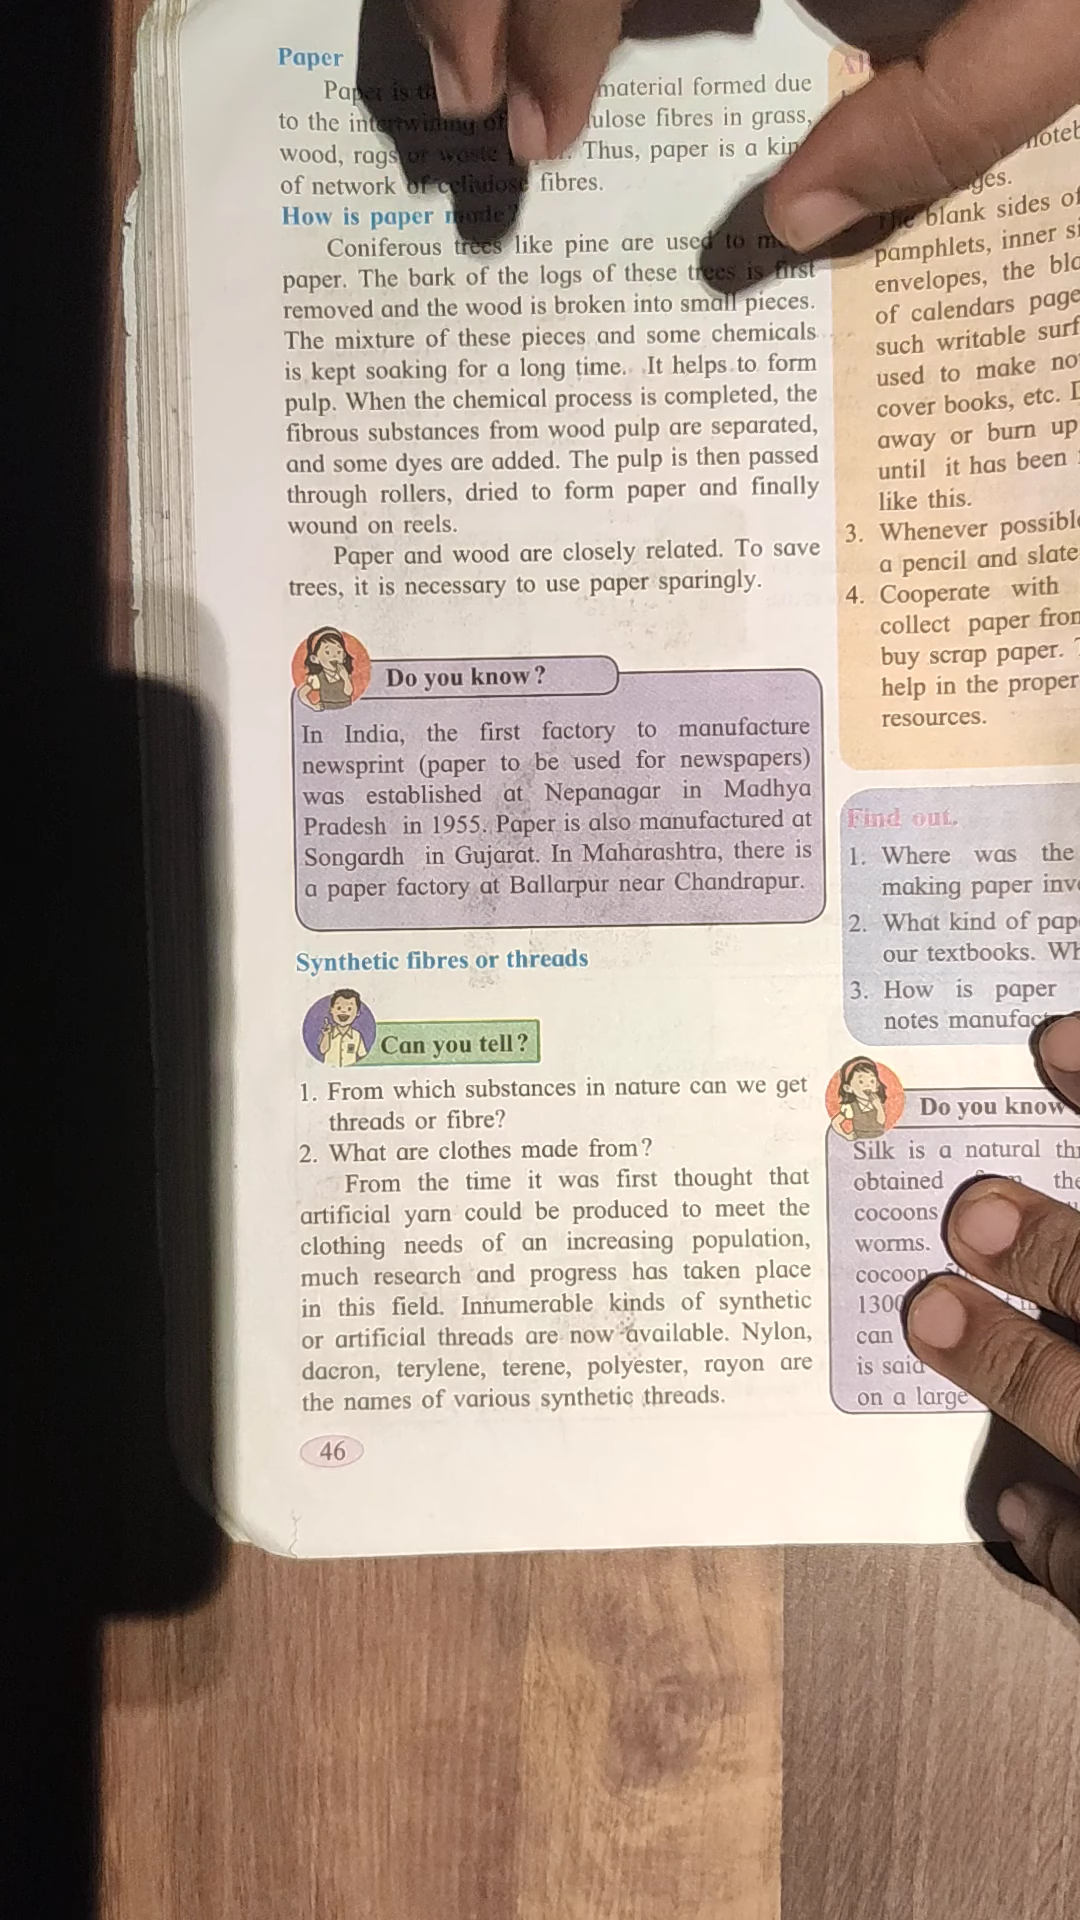 Paper
Paper is th material formed due
to the intertwining of ulose fibres in grass,
wood, rags or waste Thus, paper is a kin
of network of cellulose fibres.
How is paper made?
Coniferous trees like pine are used to m
paper. The bark of the logs of these trees is first
removed and the wood is broken into small pieces.
The mixture of these pieces and some chemicals
is kept soaking for a long time. It helps to form
pulp. When the chemical process is completed, the
fibrous substances from wood pulp are separated,
and some dyes are added. The pulp is then passed
through rollers, dried to form paper and finally
wound on reels.
Paper and wood are closely related. To save
trees, it is necessary to use paper sparingly.
Do you know?
In India, the first factory to manufacture
newsprint (paper to be used for newspapers)
was established at Nepanagar in Madhya
Pradesh in 1955. Paper is also manufactured at
Songardh in Gujarat. In Maharashtra, there is
a paper factory at Ballarpur near Chandrapur.
Synthetic fibres or threads
Can you tell?
1. From which substances in nature can we get
threads or fibre?
2. What are clothes made from?
From the time it was first thought that
artificial yarn could be produced to meet the
clothing needs of an increasing population,
much research and progress has taken place
in this field. Innumerable kinds of synthetic
or artificial threads are now available. Nylon,
dacron, terylene, terene, polyester, rayon are
the names of various synthetic threads.
46
noteb
ges.
The blank sides of
pamphlets, inner si
envelopes, the bla
of calendars page
such writable surf
used to make no
cover books, etc. D
away or burn up
until it has been
like this.
3. Whenever possible
a pencil and slate
4. Cooperate with
collect paper from
buy scrap paper.
help in the proper
resources.
Find out.
1. Where was the
making paper inve
2. What kind of pap
our textbooks. Wh
3. How is paper
notes manufact
Do you know
Silk is a natural thr
obtained the
cocoons
worms.
cocoon
1300
can
is said
on a large